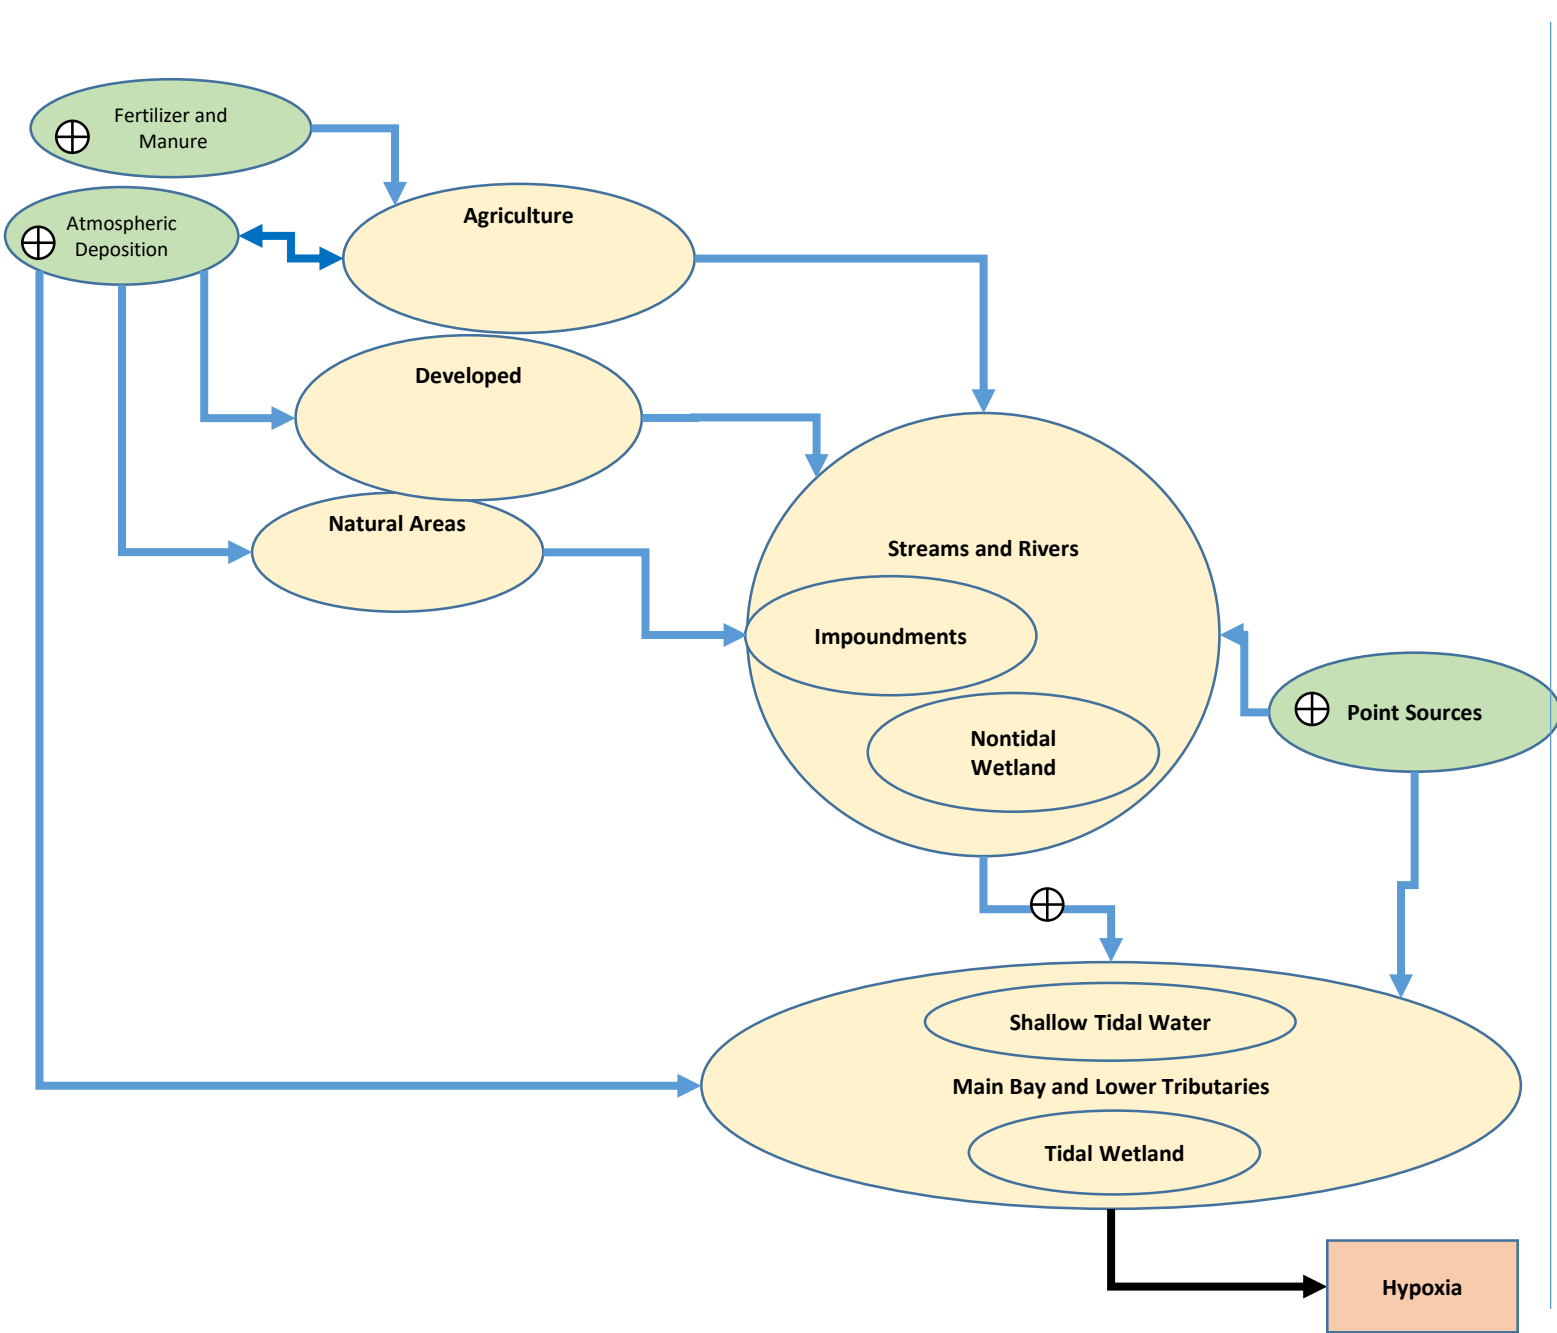 Fertilizer and
Manure
Atmospheric
Deposition
Agriculture
Developed
Natural Areas
Streams and Rivers
Impoundments
Nontidal
Wetland
Point Sources
Shallow Tidal Water
Main Bay and Lower Tributaries
Tidal Wetland
Hypoxia